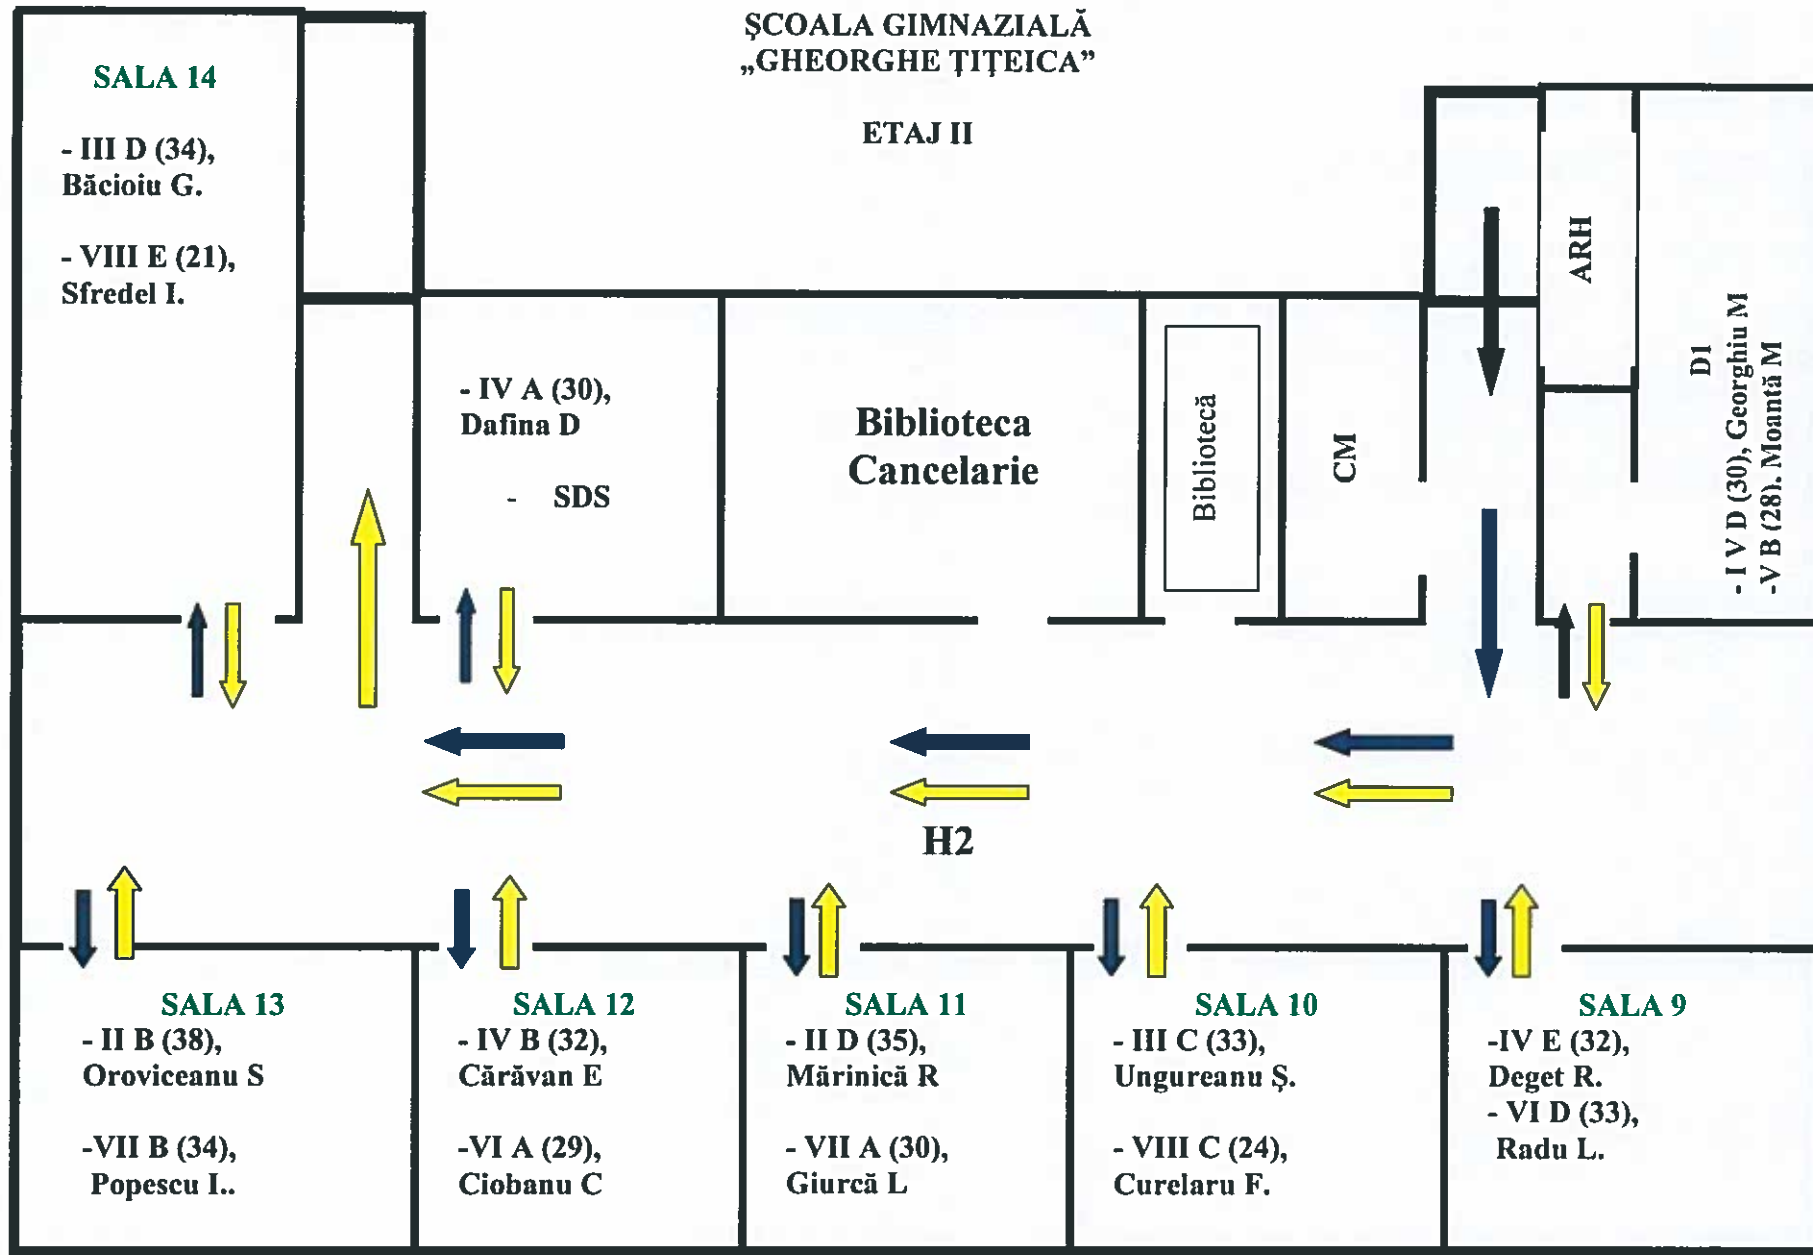 ŞCOALA GIMNAZIALĂ
„GHEORGHE ŢIŢEICA”
ETAJ II
SALA 14
- III D (34),
Băcioiu G.
- VIII E (21),
Sfredel I.
- IV A (30),
Dafina D
- SDS
Biblioteca
Cancelarie
Bibliotecă
CM
ARH
D1
- I V D (30), Georghiu M
-V B (28). Moantă M
H2
SALA 13
- II B (38),
Oroviceanu S
-VII B (34),
Popescu I..
SALA 12
- IV B (32),
Cărăvan E
-VI A (29),
Ciobanu C
SALA 11
- II D (35),
Mărinică R
- VII A (30),
Giurcă L
SALA 10
- III C (33),
Ungureanu Ş.
- VIII C (24),
Curelaru F.
SALA 9
-IV E (32),
Deget R.
- VI D (33),
Radu L.